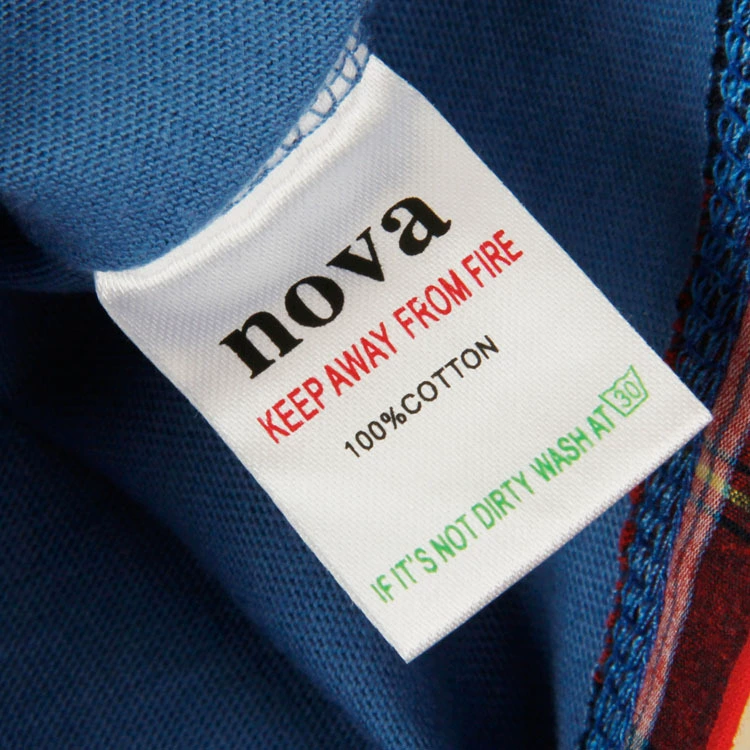 nova
KEEP AWAY FROM FIRE
100%COTTON
IF IT'S NOT DIRTY WASH AT 30